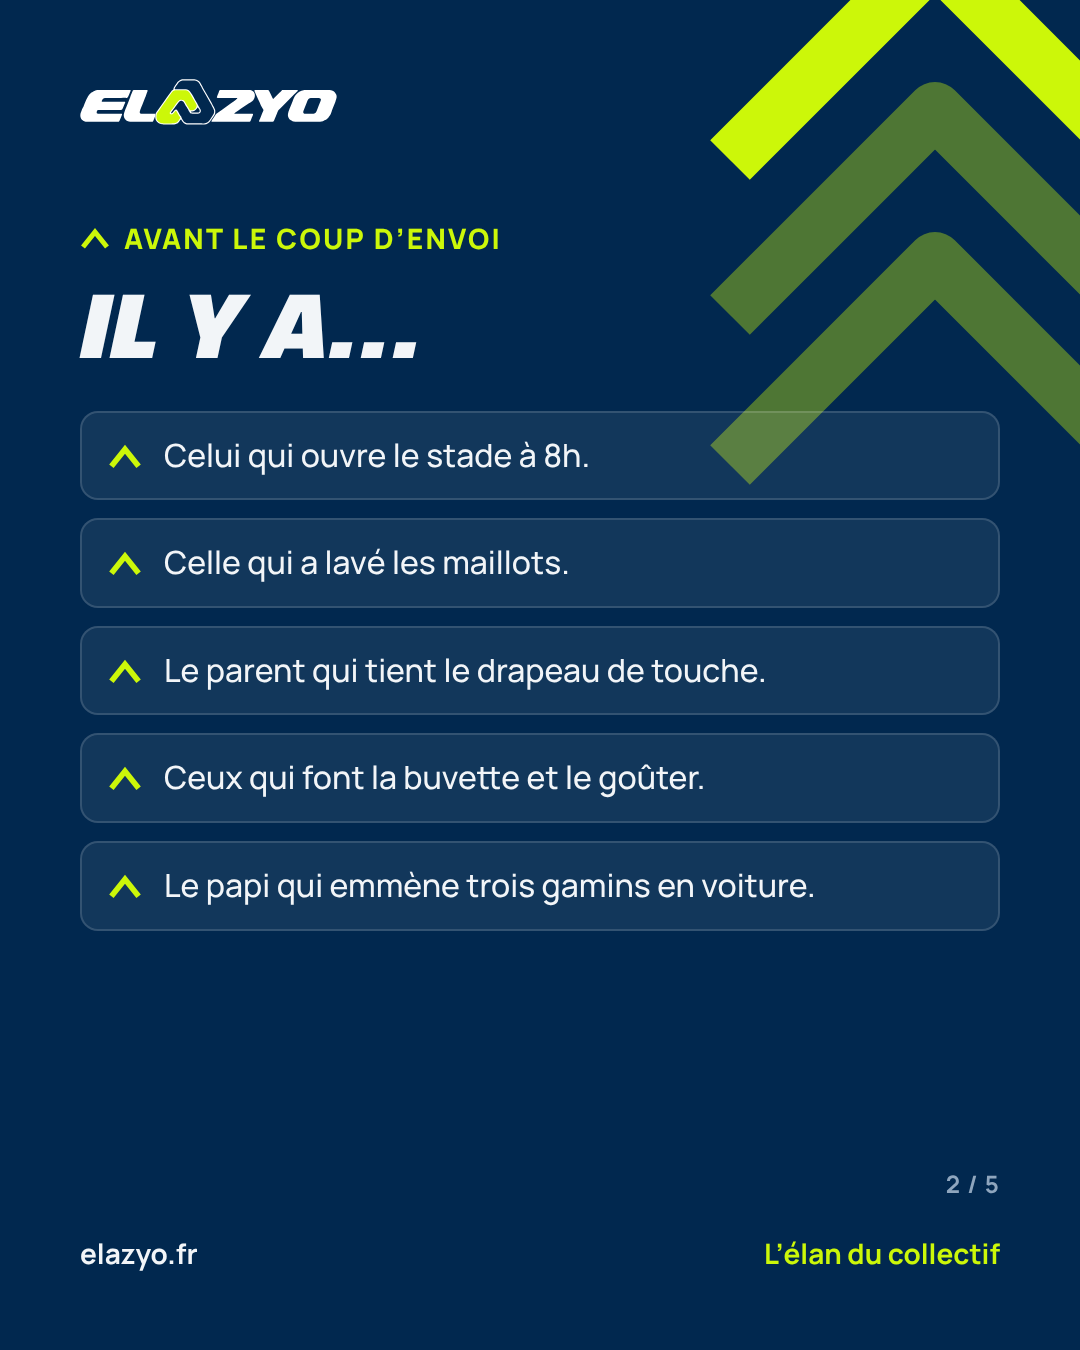 ELAZYO
AVANT LE COUP D’ENVOI
IL Y A...
Celui qui ouvre le stade à 8h.
Celle qui a lavé les maillots.
Le parent qui tient le drapeau de touche.
Ceux qui font la buvette et le goûter.
Le papi qui emmène trois gamins en voiture.
2 / 5
elazyo.fr
L’élan du collectif